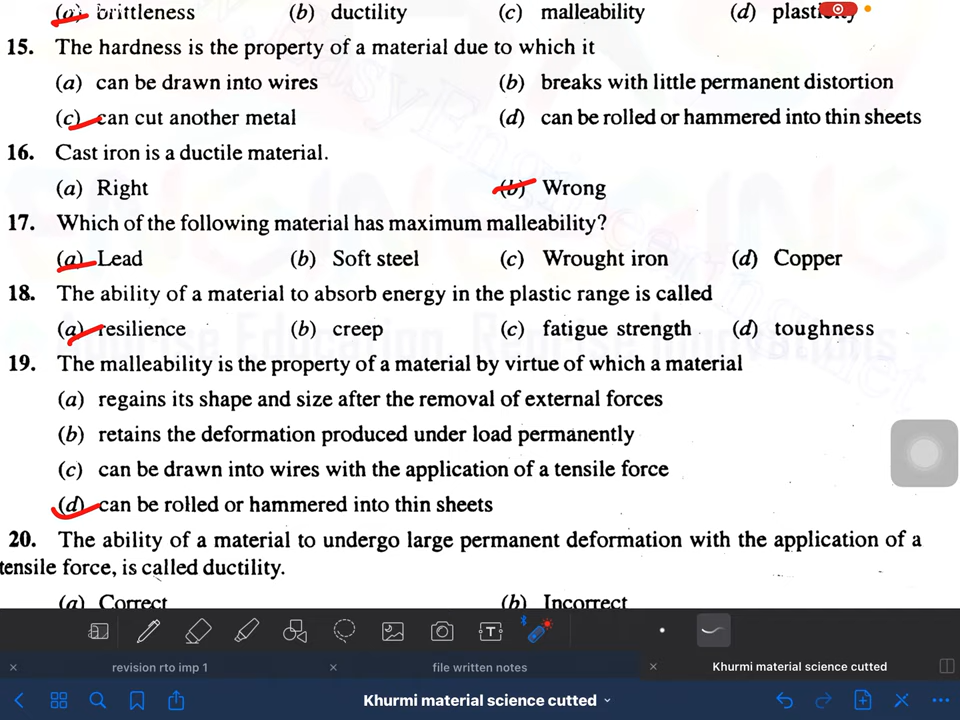 (a) brittleness (b) ductility (c) malleability (d) plasticity
15. The hardness is the property of a material due to which it
(a) can be drawn into wires (b) breaks with little permanent distortion
(c) can cut another metal (d) can be rolled or hammered into thin sheets
16. Cast iron is a ductile material.
(a) Right (b) Wrong
17. Which of the following material has maximum malleability?
(a) Lead (b) Soft steel (c) Wrought iron (d) Copper
18. The ability of a material to absorb energy in the plastic range is called
(a) resilience (b) creep (c) fatigue strength (d) toughness
19. The malleability is the property of a material by virtue of which a material
(a) regains its shape and size after the removal of external forces
(b) retains the deformation produced under load permanently
(c) can be drawn into wires with the application of a tensile force
(d) can be rolled or hammered into thin sheets
20. The ability of a material to undergo large permanent deformation with the application of a
tensile force, is called ductility.
(a) Correct (b) Incorrect
revision rto imp 1 file written notes Khurmi material science cutted
Khurmi material science cutted